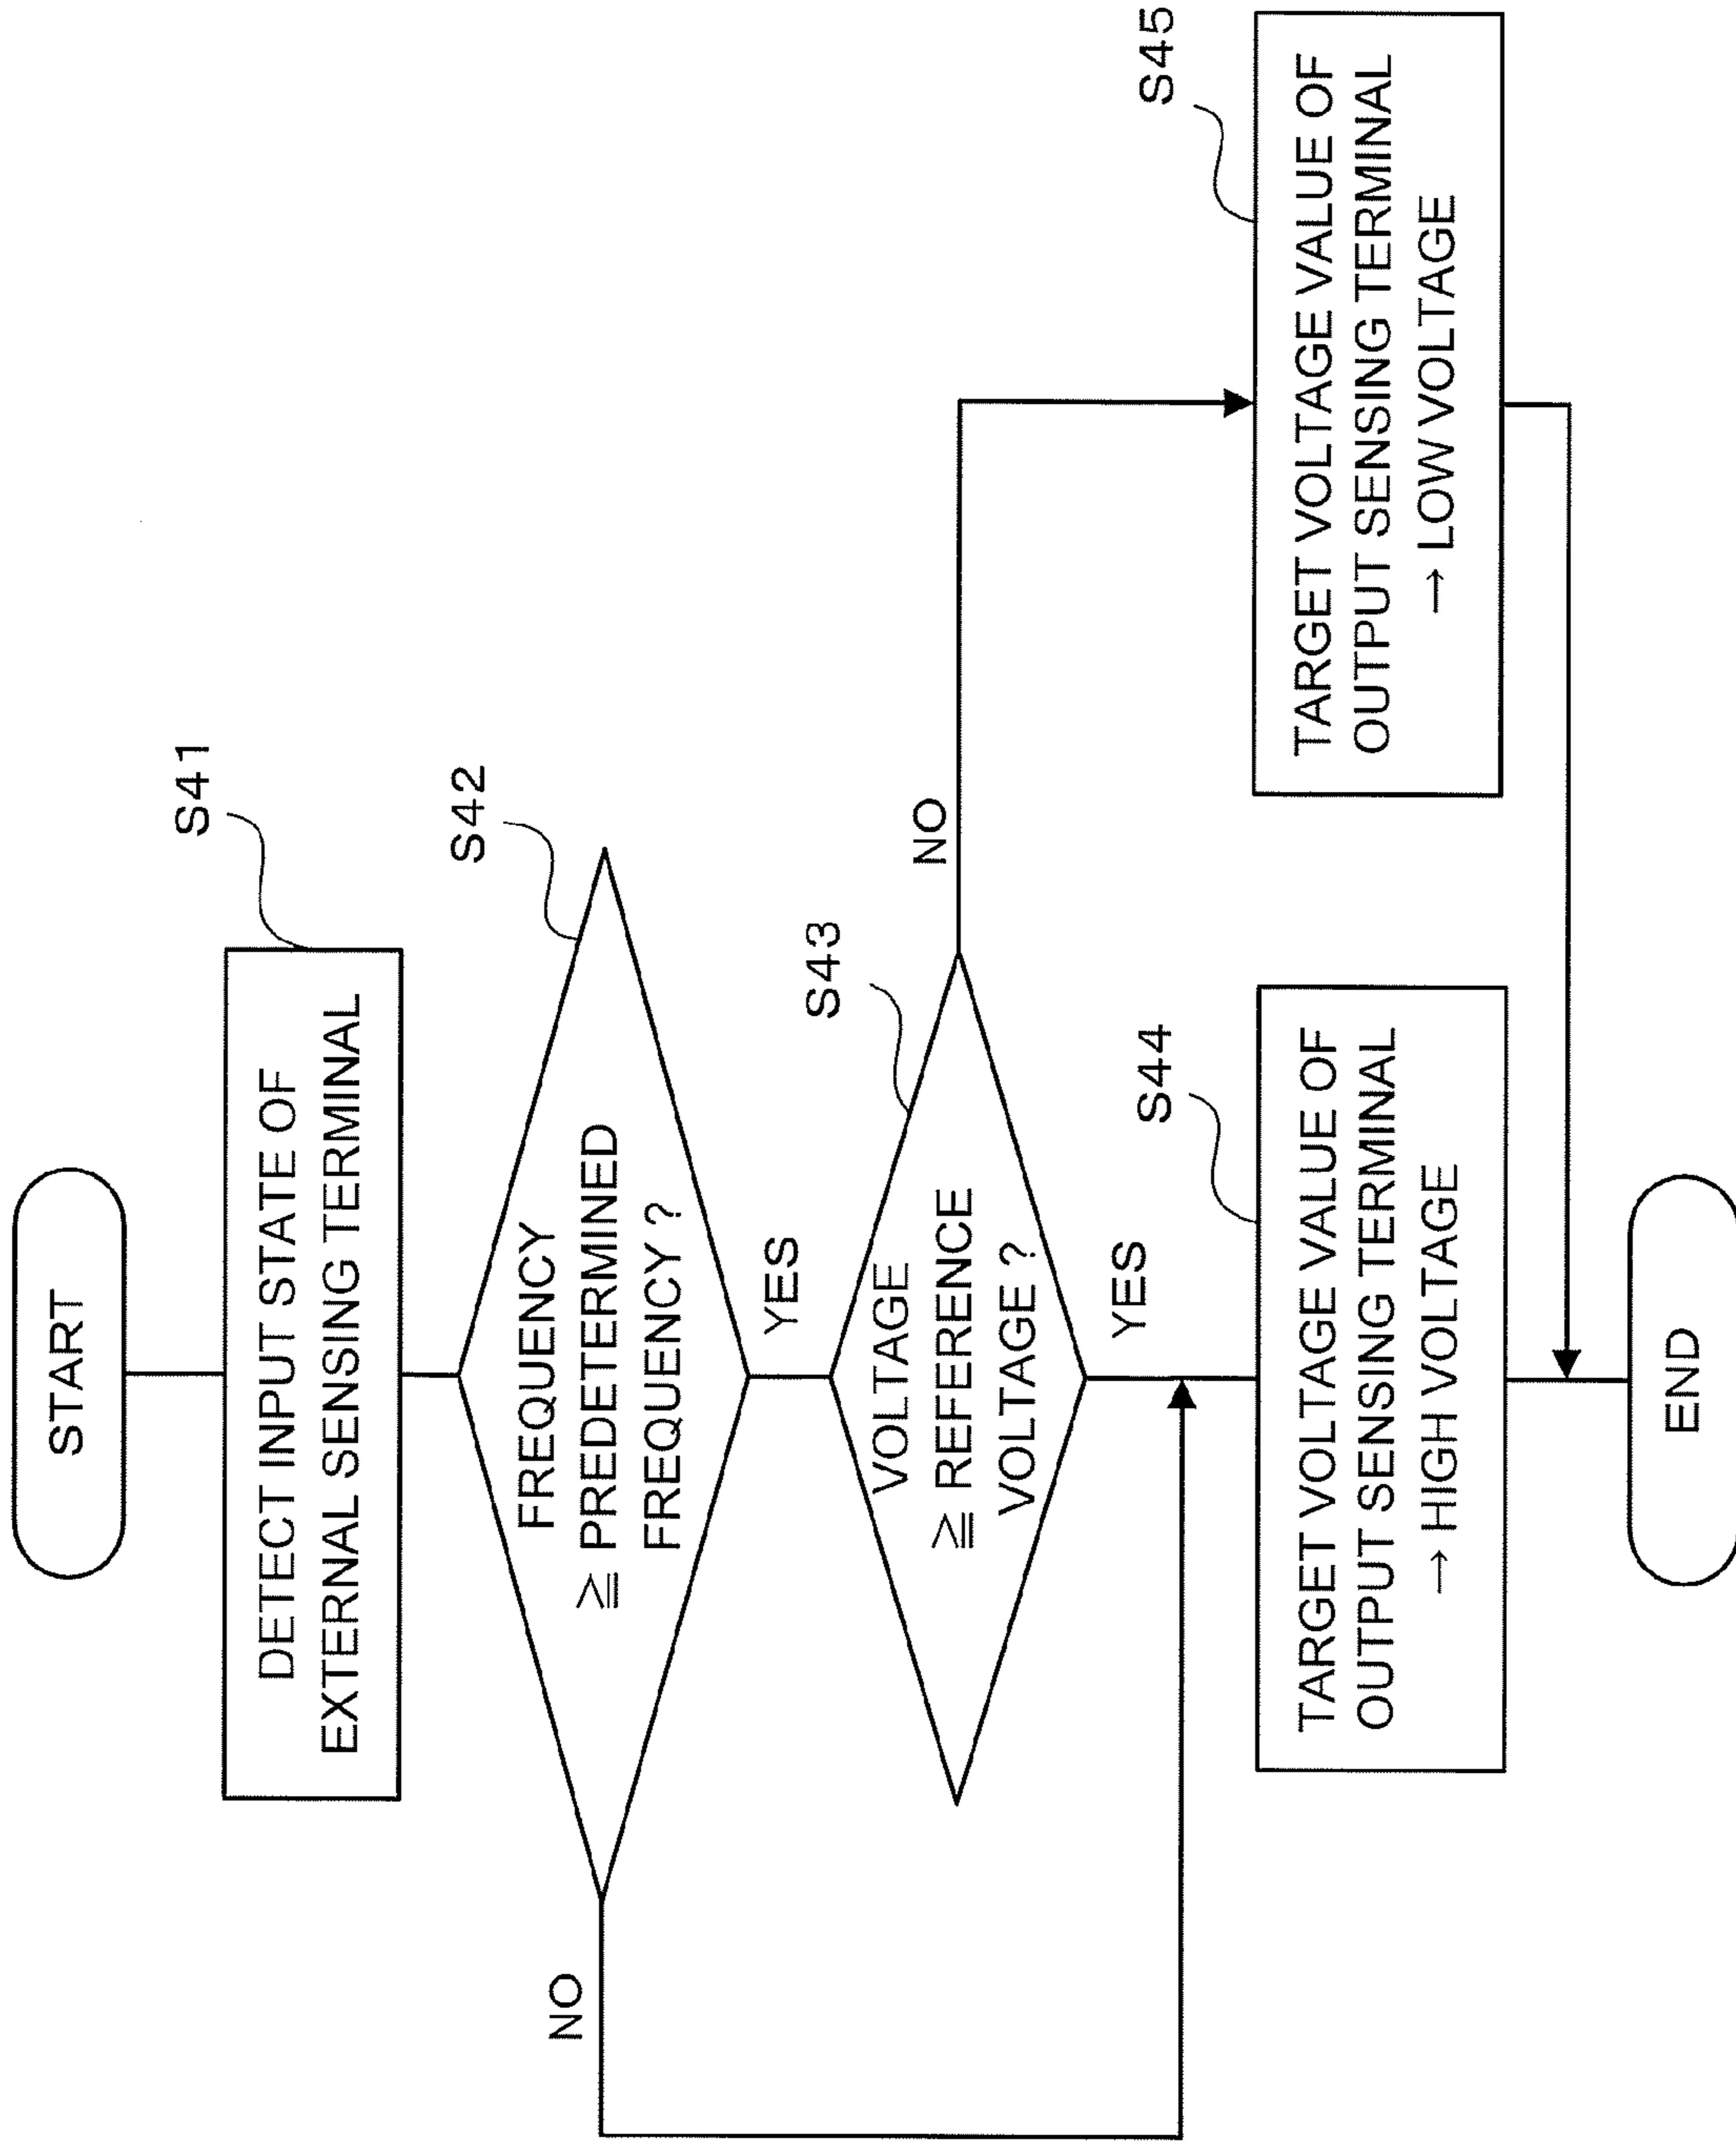 START
S41
DETECT INPUT STATE OF
EXTERNAL SENSING TERMINAL
S42
FREQUENCY
≧ PREDETERMINED
FREQUENCY ?
NO
YES
S43
VOLTAGE
≧ REFERENCE
VOLTAGE ?
NO
YES
S44
TARGET VOLTAGE VALUE OF
OUTPUT SENSING TERMINAL
→ HIGH VOLTAGE
S45
TARGET VOLTAGE VALUE OF
OUTPUT SENSING TERMINAL
→ LOW VOLTAGE
END